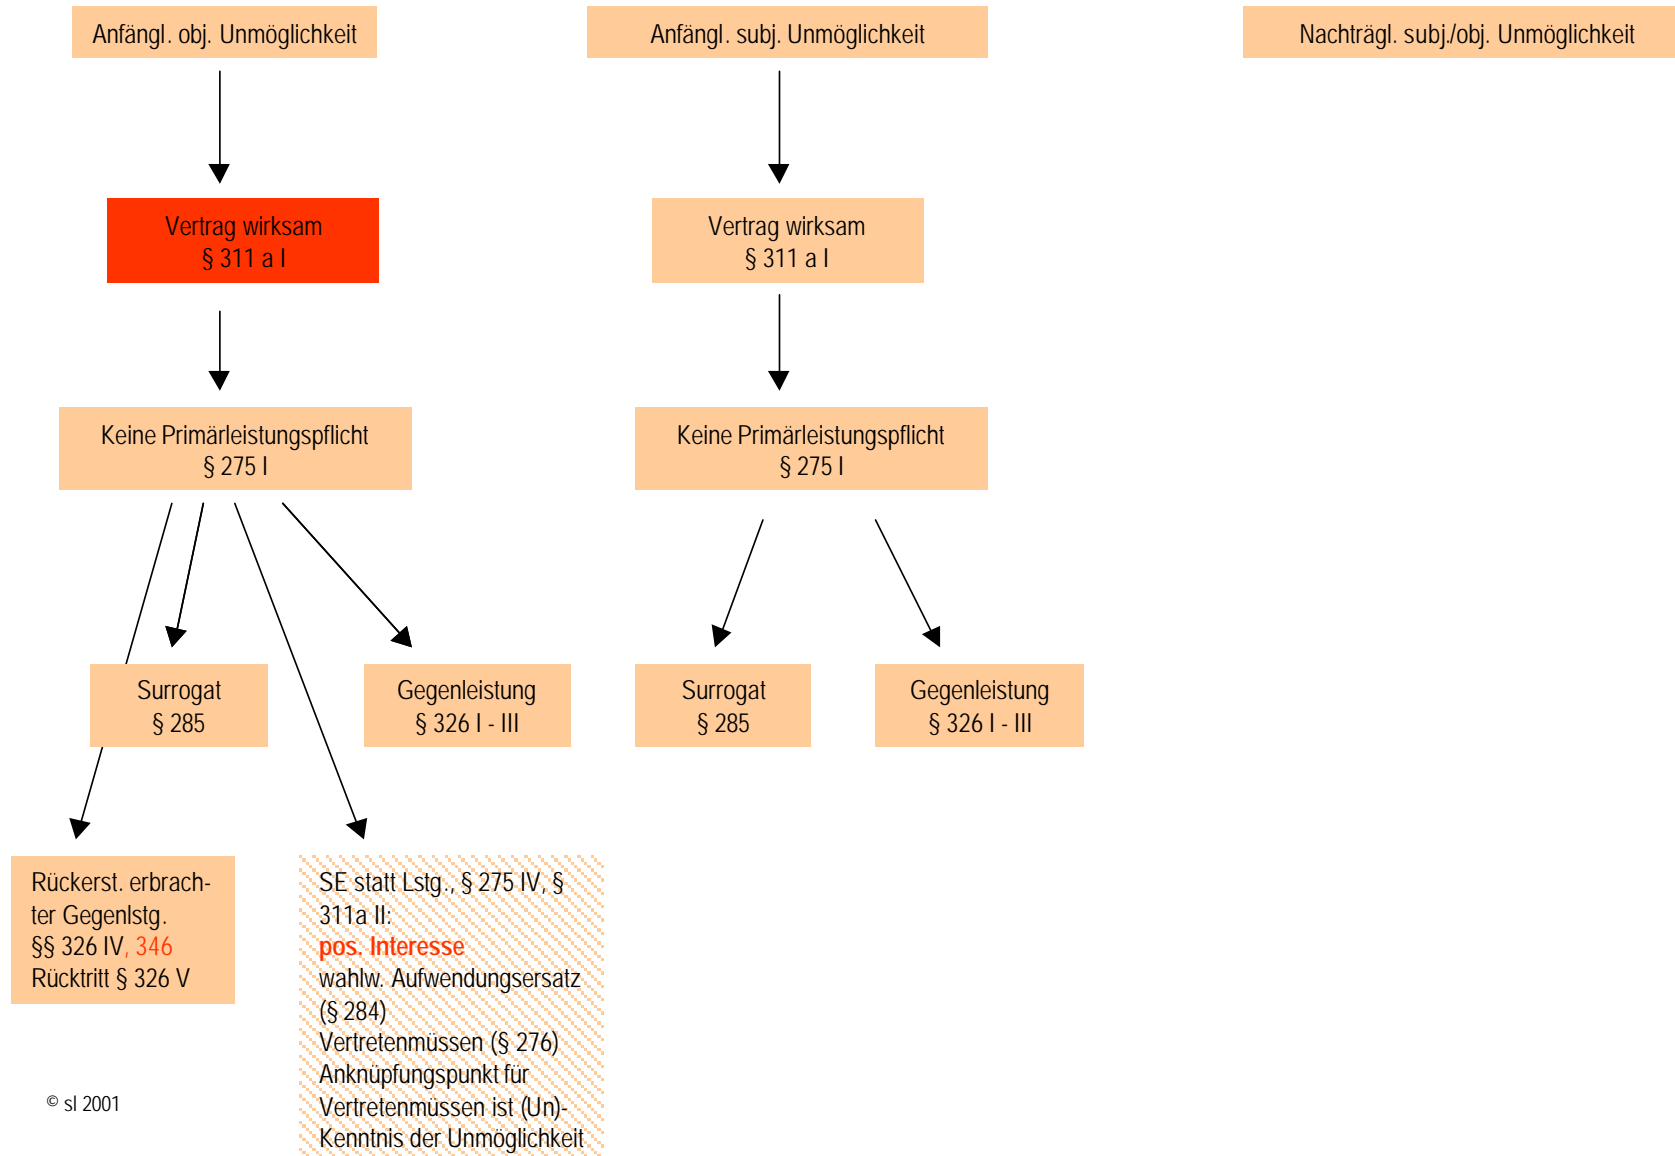 Anfängl. obj. Unmöglichkeit
Anfängl. subj. Unmöglichkeit
Nachträgl. subj./obj. Unmöglichkeit
Vertrag wirksam
§ 311 a I
Vertrag wirksam
§ 311 a I
Keine Primärleistungspflicht
§ 275 I
Keine Primärleistungspflicht
§ 275 I
Surrogat
§ 285
Gegenleistung
§ 326 I - III
Surrogat
§ 285
Gegenleistung
§ 326 I - III
Rückerst. erbrach-
ter Gegenlstg.
§§ 326 IV, 346
Rücktritt § 326 V
SE statt Lstg., § 275 IV, §
311a II:
pos. Interesse
wahlw. Aufwendungsersatz
(§ 284)
Vertretenmüssen (§ 276)
Anknüpfungspunkt für
Vertretenmüssen ist (Un)-
Kenntnis der Unmöglichkeit
© sl 2001